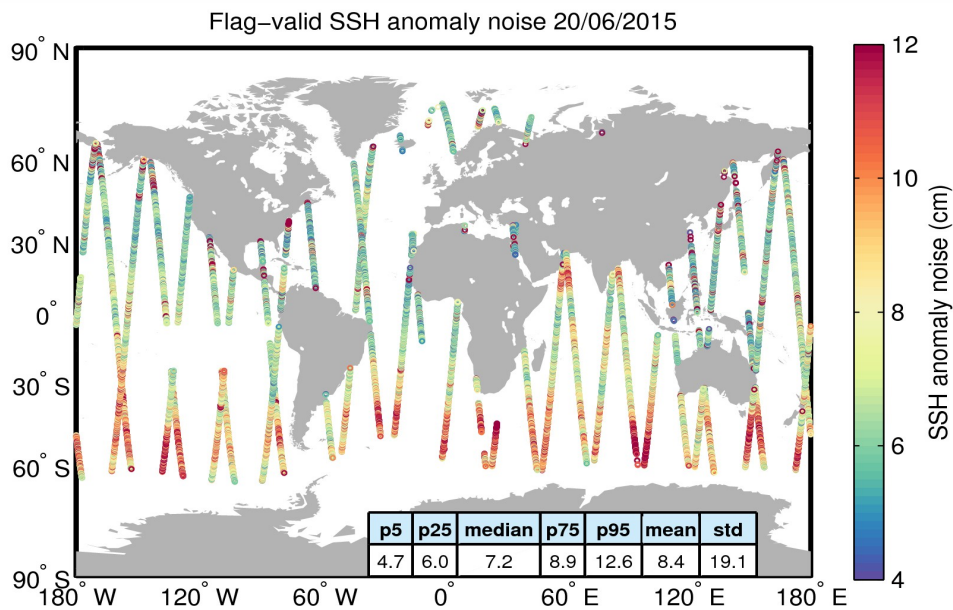 Flag−valid SSH anomaly noise 20/06/2015
90° N
60° N
30° N
0°
30° S
60° S
90° S
180° W
120° W
60° W
0°
60° E
120° E
180° E
p5 p25 median p75 p95 mean std
4.7 6.0 7.2 8.9 12.6 8.4 19.1
12
10
8
6
4
SSH anomaly noise (cm)